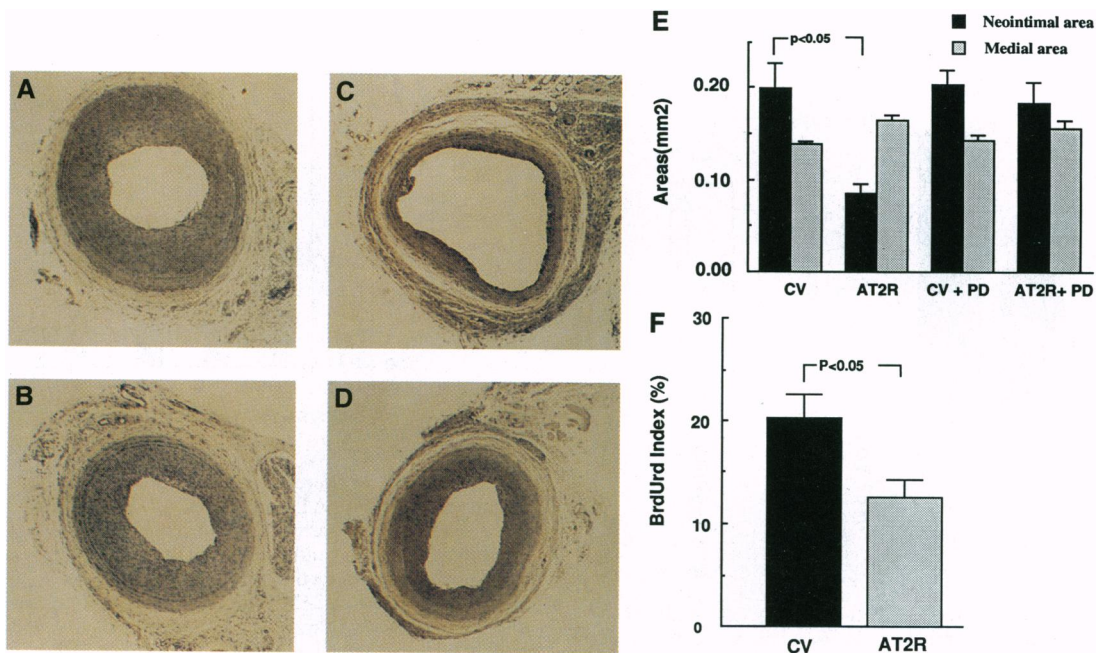 A
C
B
D
E
Neointimal area
Medial area
p<0.05
Areas(mm2)
0.20
0.10
0.00
CV
AT2R
CV + PD
AT2R+ PD
F
P<0.05
BrdUrd Index (%)
30
20
10
0
CV
AT2R